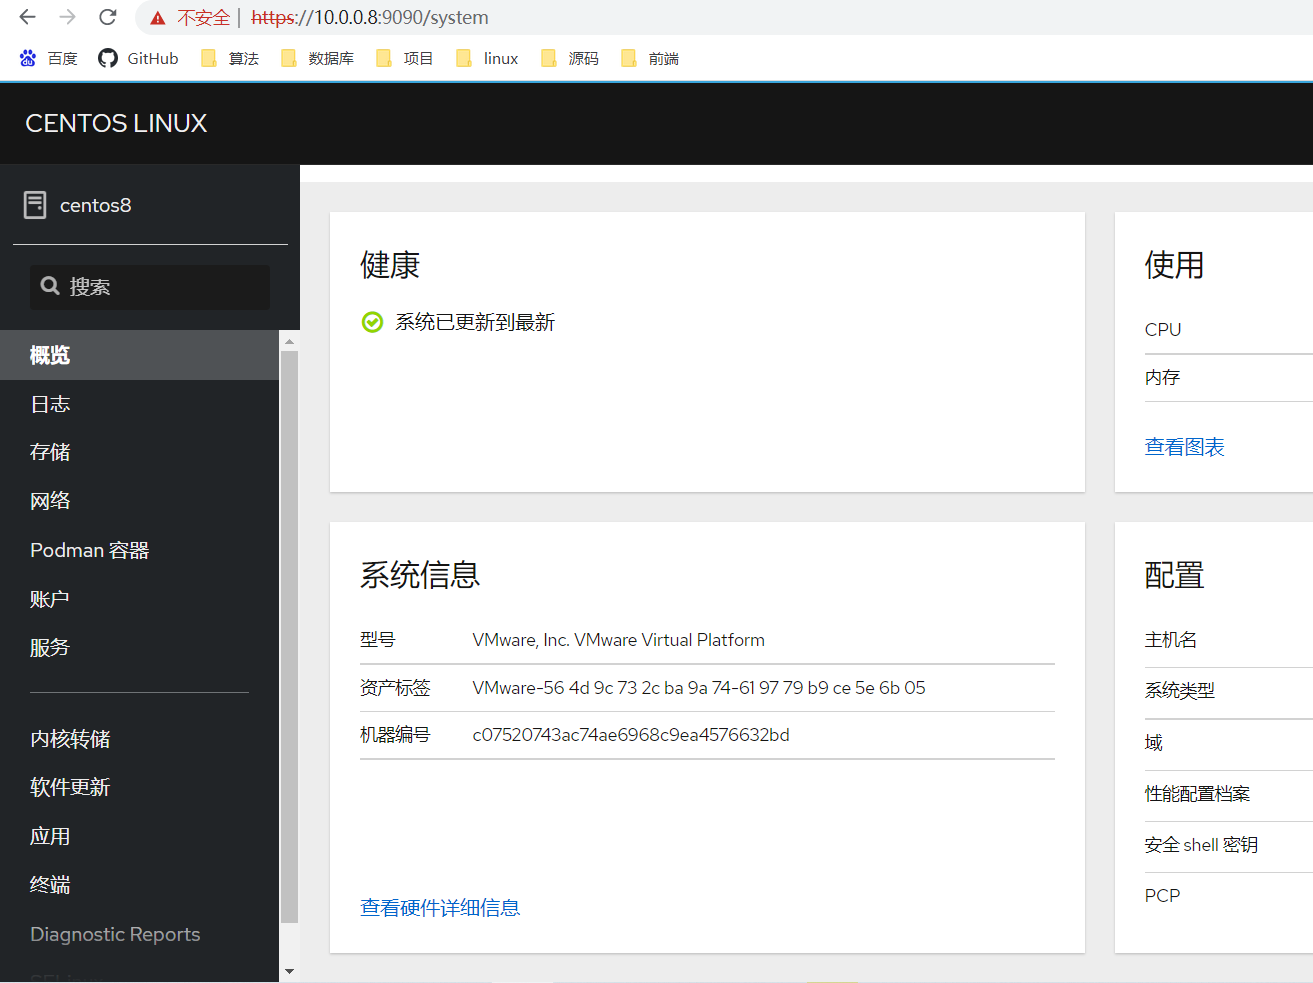 不安全 | https://10.0.0.8:9090/system
百度 GitHub 算法 数据库 项目 linux 源码 前端
CENTOS LINUX
centos8
搜索
概览
日志
存储
网络
Podman 容器
账户
服务
内核转储
软件更新
应用
终端
Diagnostic Reports
健康
系统已更新到最新
使用
CPU
内存
查看图表
系统信息
型号 VMware, Inc. VMware Virtual Platform
资产标签 VMware-56 4d 9c 73 2c ba 9a 74-61 97 79 b9 ce 5e 6b 05
机器编号 c07520743ac74ae6968c9ea4576632bd
查看硬件详细信息
配置
主机名
系统类型
域
性能配置档案
安全 shell 密钥
PCP